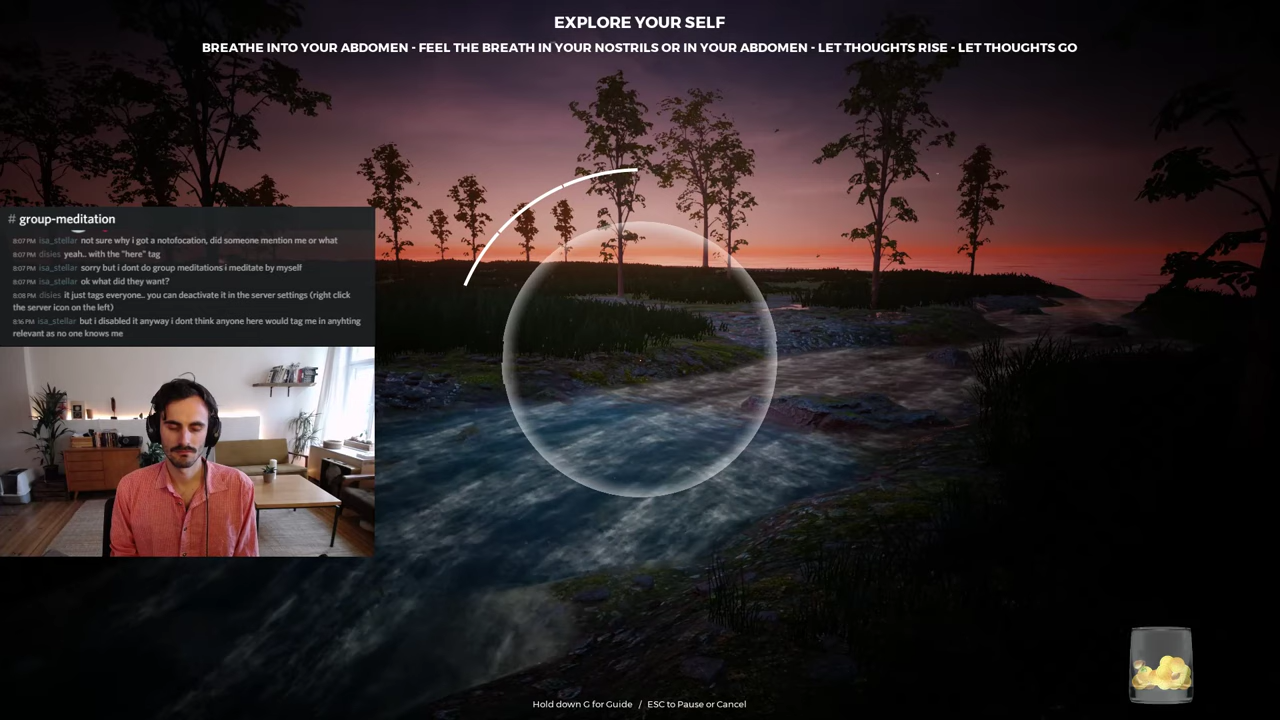 EXPLORE YOUR SELF
BREATHE INTO YOUR ABDOMEN - FEEL THE BREATH IN YOUR NOSTRILS OR IN YOUR ABDOMEN - LET THOUGHTS RISE - LET THOUGHTS GO
# group-meditation
8:07 PM isa_stellar not sure why i got a notofocation, did someone mention me or what
8:07 PM disies yeah.. with the "here" tag
8:07 PM isa_stellar sorry but i dont do group meditations i meditate by myself
8:07 PM isa_stellar ok what did they want?
8:08 PM disies it just tags everyone.. you can deactivate it in the server settings (right click
the server icon on the left)
8:16 PM isa_stellar but i disabled it anyway i dont think anyone here would tag me in anyhting
relevant as no one knows me
Hold down G for Guide / ESC to Pause or Cancel